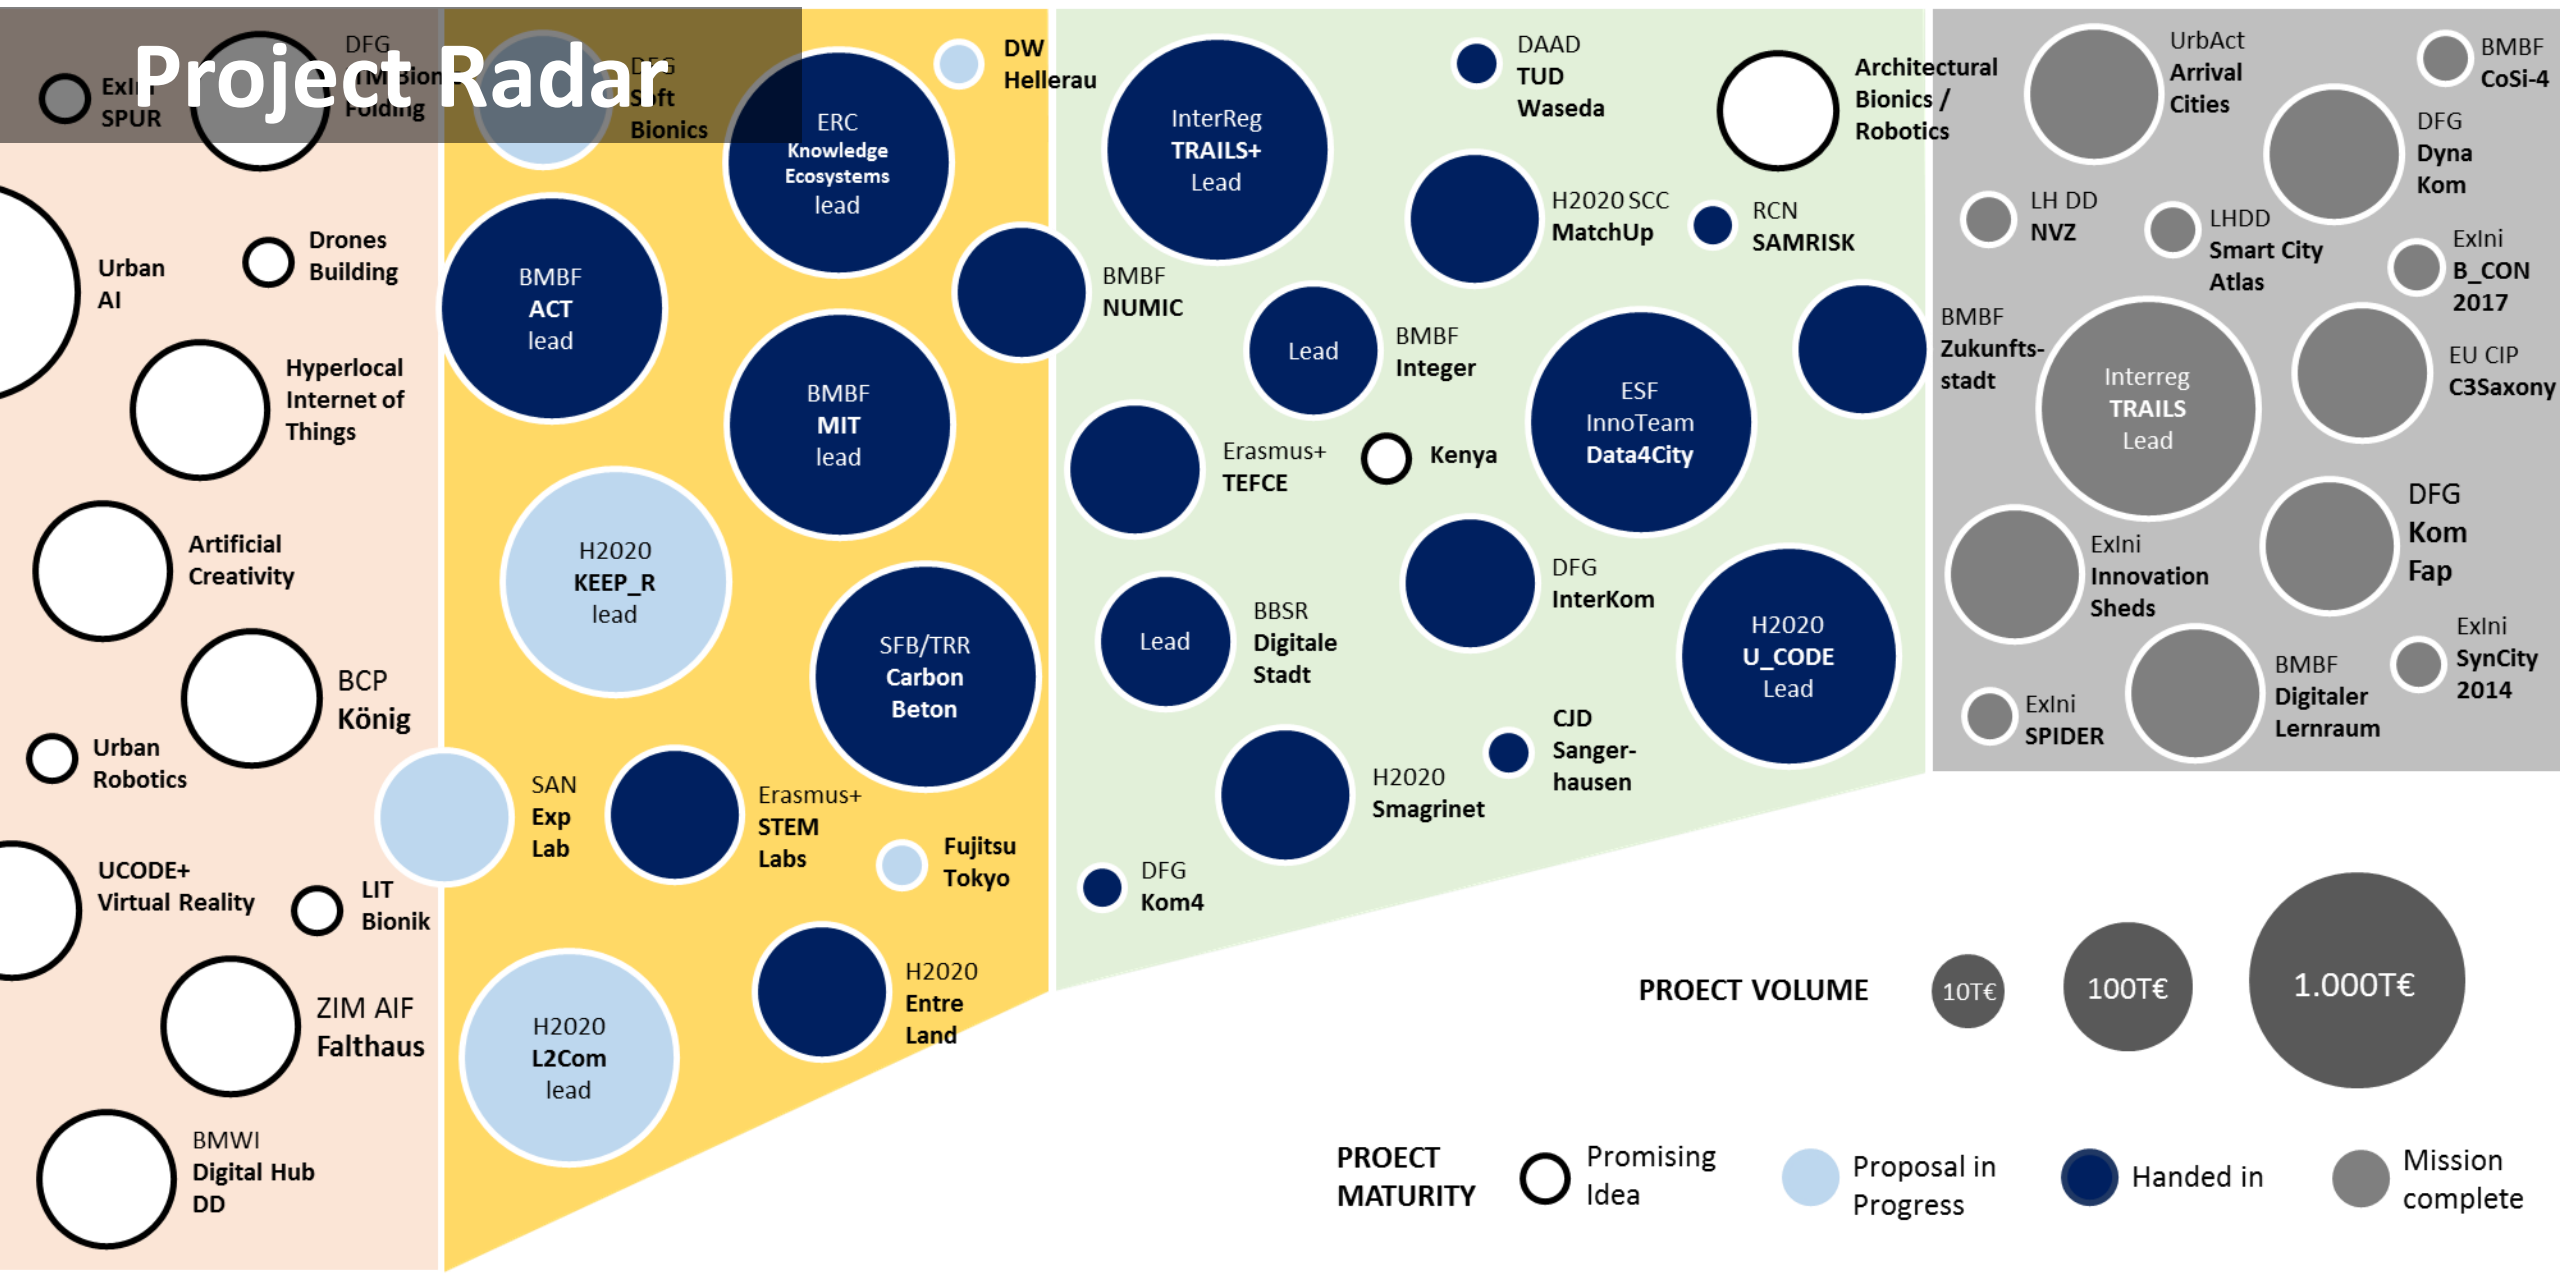 Project Radar
ExIni
SPUR
DFG
Folding
DFG
Soft
Bionics
Urban
AI
Drones
Building
Hyperlocal
Internet of
Things
Artificial
Creativity
BCP
König
Urban
Robotics
UCODE+
Virtual Reality
LIT
Bionik
ZIM AIF
Falthaus
BMWI
Digital Hub
DD
ERC
Knowledge
Ecosystems
lead
DW
Hellerau
BMBF
ACT
lead
BMBF
MIT
lead
BMBF
NUMIC
H2020
KEEP_R
lead
SFB/TRR
Carbon
Beton
SAN
Exp
Lab
Erasmus+
STEM
Labs
Fujitsu
Tokyo
H2020
L2Com
lead
H2020
Entre
Land
InterReg
TRAILS+
Lead
DAAD
TUD
Waseda
Architectural
Bionics /
Robotics
H2020 SCC
MatchUp
RCN
SAMRISK
Lead
BMBF
Integer
ESF
InnoTeam
Data4City
BMBF
Zukunfts-
stadt
Erasmus+
TEFCE
Kenya
DFG
InterKom
Lead
BBSR
Digitale
Stadt
H2020
U_CODE
Lead
H2020
Smagrinet
CJD
Sanger-
hausen
DFG
Kom4
UrbAct
Arrival
Cities
BMBF
CoSi-4
DFG
Dyna
Kom
LH DD
NVZ
LHDD
Smart City
Atlas
ExIni
B_CON
2017
Interreg
TRAILS
Lead
EU CIP
C3Saxony
ExIni
Innovation
Sheds
DFG
Kom
Fap
ExIni
SPIDER
BMBF
Digitaler
Lernraum
ExIni
SynCity
2014
PROECT VOLUME
10T€
100T€
1.000T€
PROECT
MATURITY
Promising
Idea
Proposal in
Progress
Handed in
Mission
complete